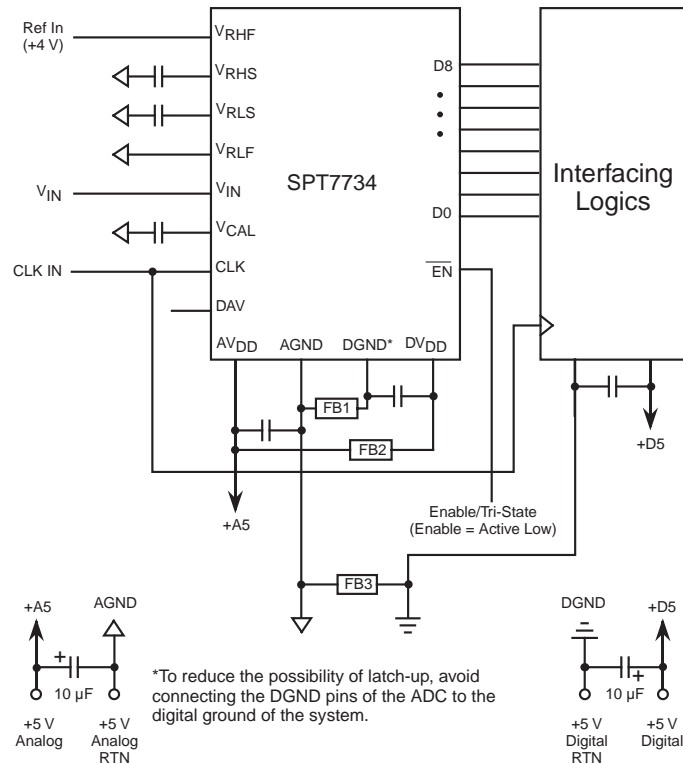 Ref In
(+4 V)
VRHF
VRHS
VRLS
VRLF
VIN
VIN
VCAL
CLK IN
CLK
DAV
AVDD
AGND
DGND*
DVDD
SPT7734
D8
D0
EN
Interfacing
Logics
FB1
FB2
+A5
+D5
Enable/Tri-State
(Enable = Active Low)
FB3
+A5
AGND
+
10 µF
+5 V
Analog
+5 V
Analog
RTN
*To reduce the possibility of latch-up, avoid
connecting the DGND pins of the ADC to the
digital ground of the system.
DGND
+D5
10 µF
+
+5 V
Digital
RTN
+5 V
Digital